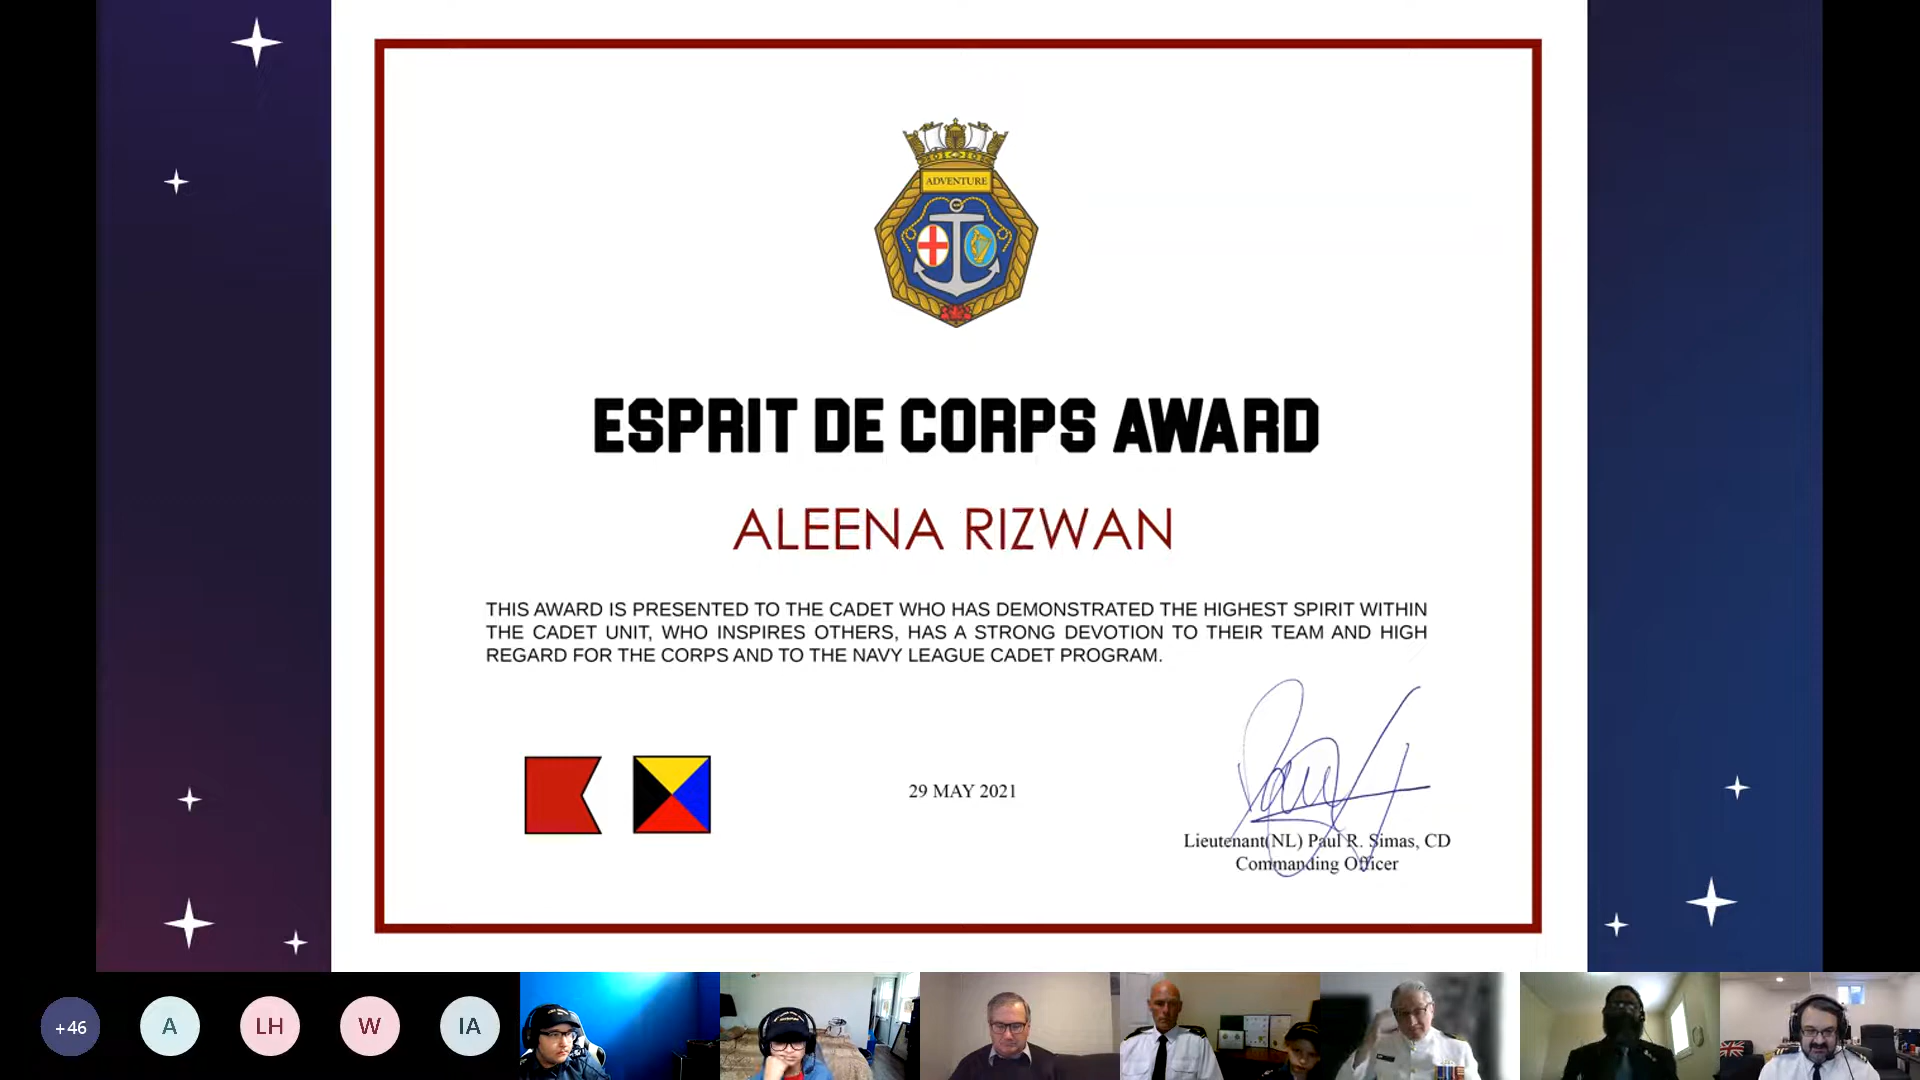 ADVENTURE
ESPRIT DE CORPS AWARD
ALEENA RIZWAN
THIS AWARD IS PRESENTED TO THE CADET WHO HAS DEMONSTRATED THE HIGHEST SPIRIT WITHIN
THE CADET UNIT, WHO INSPIRES OTHERS, HAS A STRONG DEVOTION TO THEIR TEAM AND HIGH
REGARD FOR THE CORPS AND TO THE NAVY LEAGUE CADET PROGRAM.
29 MAY 2021
Lieutenant(NL) Paul R. Simas, CD
Commanding Officer
+46
A
LH
W
IA